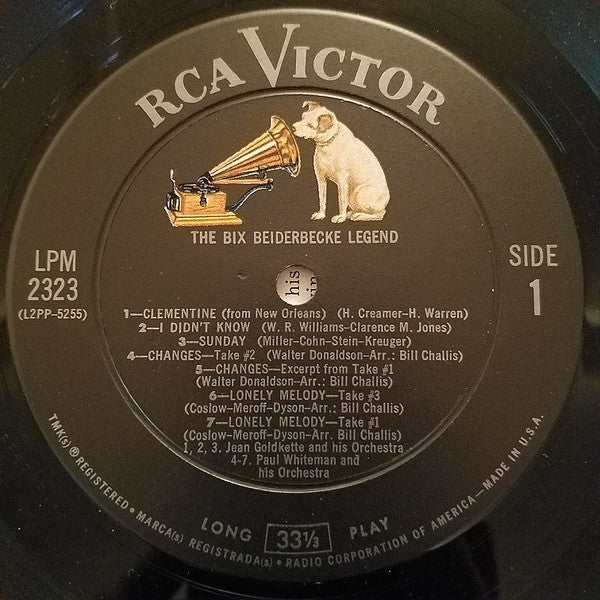 RCA VICTOR
THE BIX BEIDERBECKE LEGEND
LPM
2323
(L2PP-5255)
SIDE
1
his
in
1—CLEMENTINE (from New Orleans) (H. Creamer-H. Warren)
2—I DIDN'T KNOW (W. R. Williams-Clarence M. Jones)
3—SUNDAY (Miller-Cohn-Stein-Kreuger)
4—CHANGES—Take #2 (Walter Donaldson-Arr.: Bill Challis)
5—CHANGES—Excerpt from Take #1
(Walter Donaldson-Arr.: Bill Challis)
6—LONELY MELODY—Take #3
(Coslow-Meroff-Dyson-Arr.: Bill Challis)
7—LONELY MELODY—Take #1
(Coslow-Meroff-Dyson-Arr. Bill Challis)
1, 2, 3. Jean Goldkette and his Orchestra
4-7. Paul Whiteman and
his Orchestra
LONG 33⅓ PLAY
TMK(s) ® REGISTERED • MARCA(s) REGISTRADA(s) • RADIO CORPORATION OF AMERICA—MADE IN U.S.A.